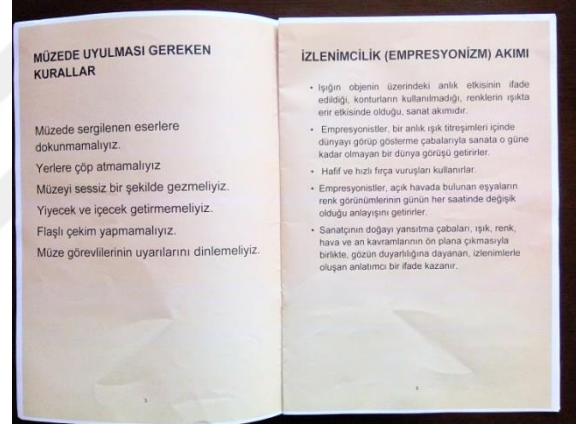 MÜZEDE UYULMASI GEREKEN
KURALLAR
Müzede sergilenen eserlere
dokunmamalıyız.
Yerlere çöp atmamalıyız
Müzeyi sessiz bir şekilde gezmeliyiz.
Yiyecek ve içecek getirmemeliyiz.
Flaşlı çekim yapmamalıyız.
Müze görevlilerinin uyarılarını dinlemeliyiz.
İZLENİMCİLİK (EMPRESYONİZM) AKIMI
• Işığın objenin üzerindeki anlık etkisinin ifade
edildiği, konturların kullanılmadığı, renklerin ışıkta
erir etkisinde olduğu, sanat akımıdır.
• Empresyonistler, bir anlık ışık titreşimleri içinde
dünyayı görüp gösterme çabalarıyla sanata o güne
kadar olmayan bir dünya görüşü getirirler.
• Hafif ve hızlı fırça vuruşları kullanırlar.
• Empresyonistler, açık havada bulunan eşyaların
renk görünümlerinin günün her saatinde değişik
olduğu anlayışını getirirler.
• Sanatçının doğayı yansıtma çabaları, ışık, renk,
hava ve an kavramlarının ön plana çıkmasıyla
birlikte, gözün duyarlılığına dayanan, izlenimlerle
oluşan anlatımcı bir ifade kazanır.